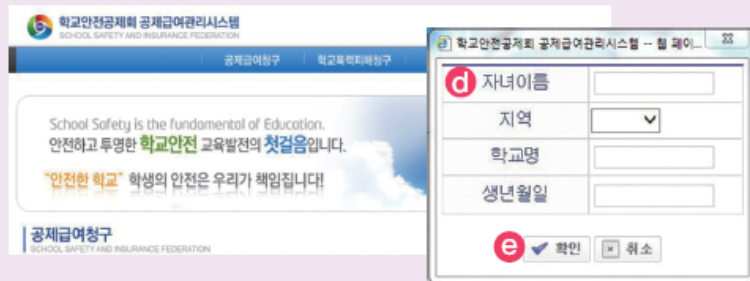 학교안전공제회 공제급여관리시스템
SCHOOL SAFETY AND INSURANCE FEDERATION
공제급여청구 학교폭력피해청구
School Safety is the fundamental of Education.
안전하고 투명한 학교안전 교육발전의 첫걸음입니다.
"안전한 학교" 학생의 안전은 우리가 책임집니다!
공제급여청구
SCHOOL SAFETY AND INSURANCE FEDERATION
학교안전공제회 공제급여관리시스템 -- 웹 페이...
d 자녀이름
지역
학교명
생년월일
e 확인 취소